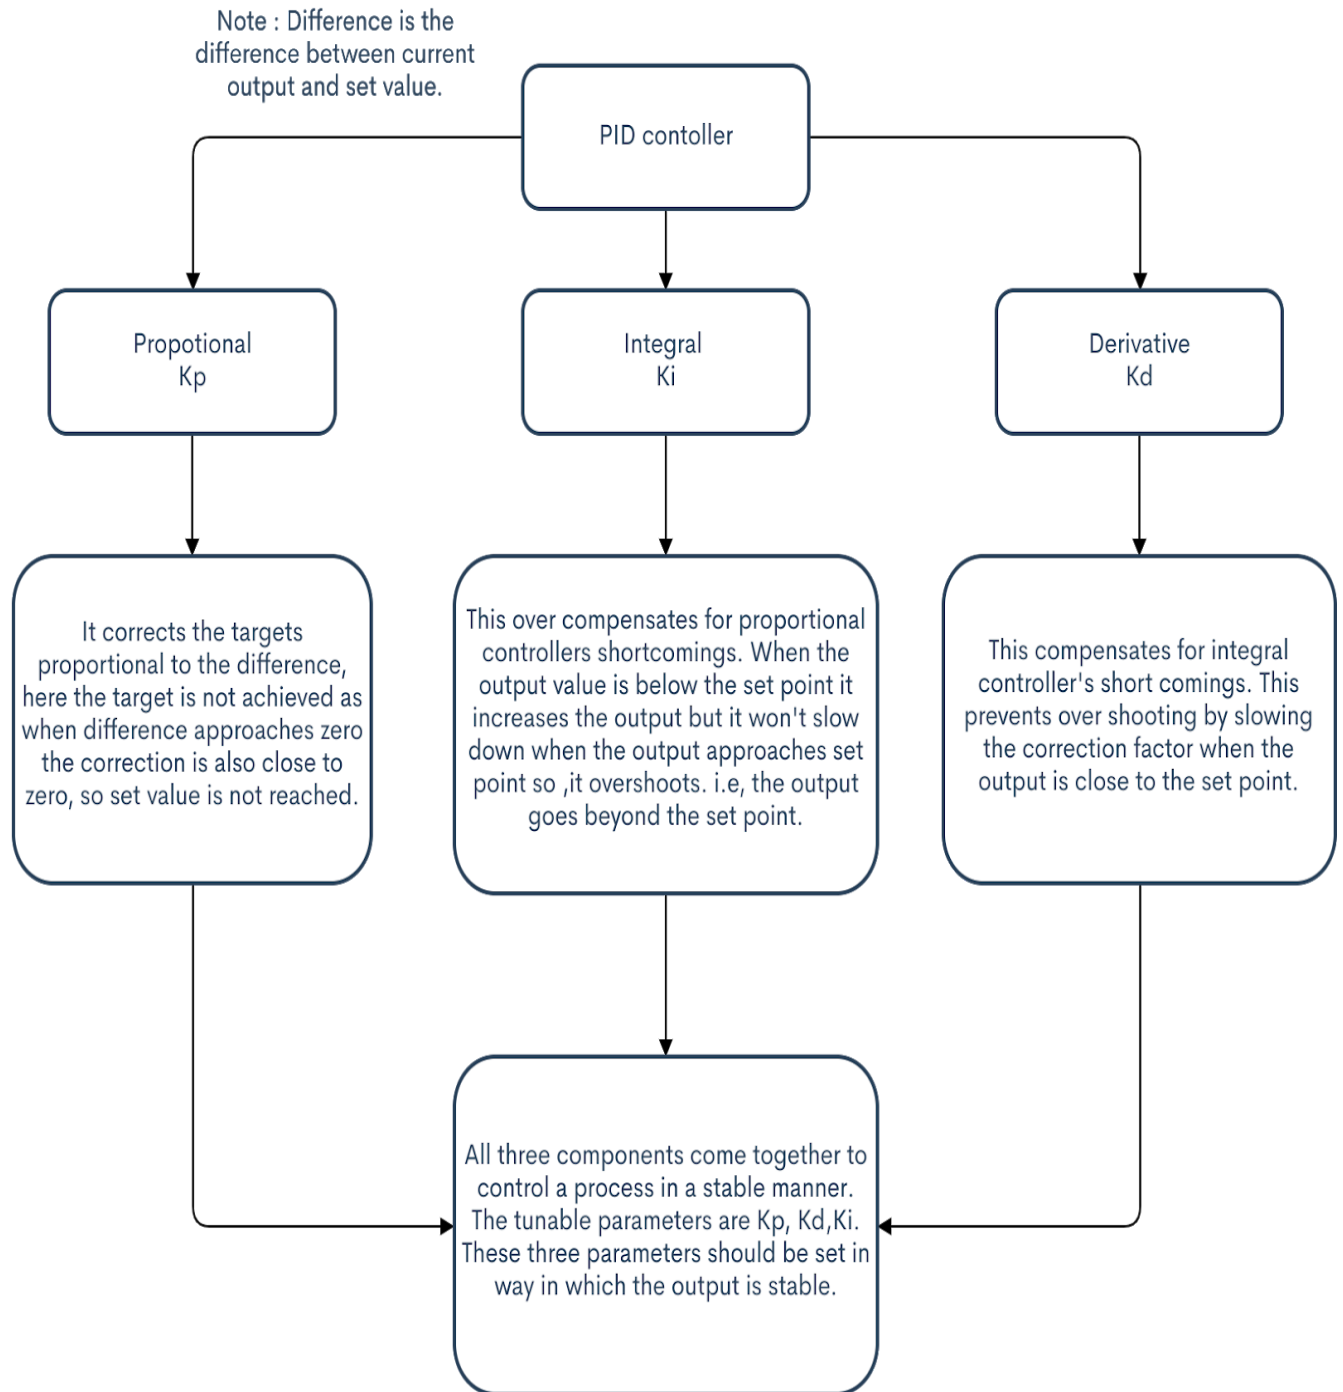 Note : Difference is the
difference between current
output and set value.
PID contoller
Propotional
Kp
Integral
Ki
Derivative
Kd
It corrects the targets
proportional to the difference,
here the target is not achieved as
when difference approaches zero
the correction is also close to
zero, so set value is not reached.
This over compensates for proportional
controllers shortcomings. When the
output value is below the set point it
increases the output but it won't slow
down when the output approaches set
point so ,it overshoots. i.e, the output
goes beyond the set point.
This compensates for integral
controller's short comings. This
prevents over shooting by slowing
the correction factor when the
output is close to the set point.
All three components come together to
control a process in a stable manner.
The tunable parameters are Kp, Kd,Ki.
These three parameters should be set in
way in which the output is stable.